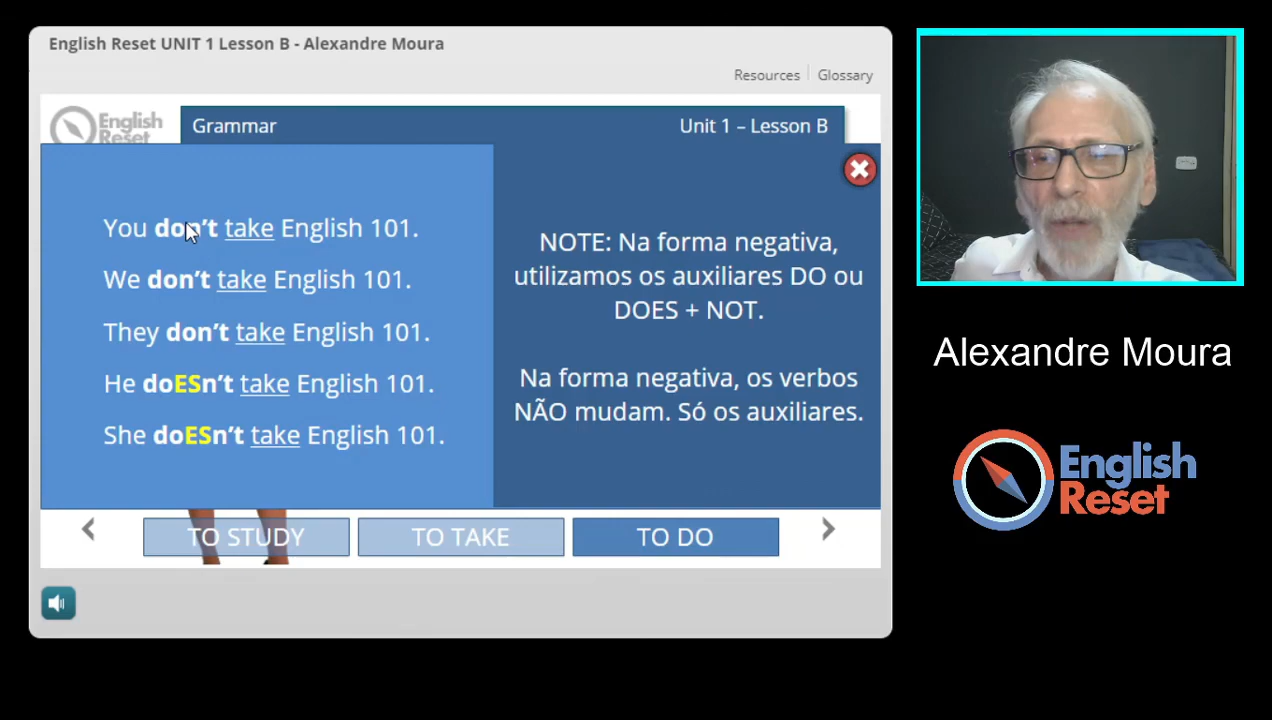 English Reset UNIT 1 Lesson B - Alexandre Moura
Resources
Glossary
English
Reset
Grammar
Unit 1 – Lesson B
You don't take English 101.
We don't take English 101.
They don't take English 101.
He doESn't take English 101.
She doESn't take English 101.
NOTE: Na forma negativa,
utilizamos os auxiliares DO ou
DOES + NOT.
Na forma negativa, os verbos
NÃO mudam. Só os auxiliares.
TO STUDY
TO TAKE
TO DO
Alexandre Moura
English
Reset